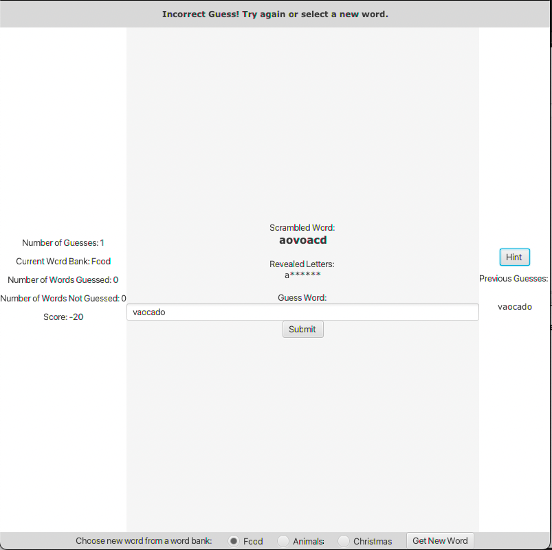 Incorrect Guess! Try again or select a new word.
Number of Guesses: 1
Current Word Bank: Food
Number of Words Guessed: 0
Number of Words Not Guessed: 0
Score: -20
Scrambled Word:
aovoacd
Revealed Letters:
a******
Guess Word:
vaocado
Submit
Hint
Previous Guesses:
vaocado
Choose new word from a word bank: Food Animals Christmas Get New Word